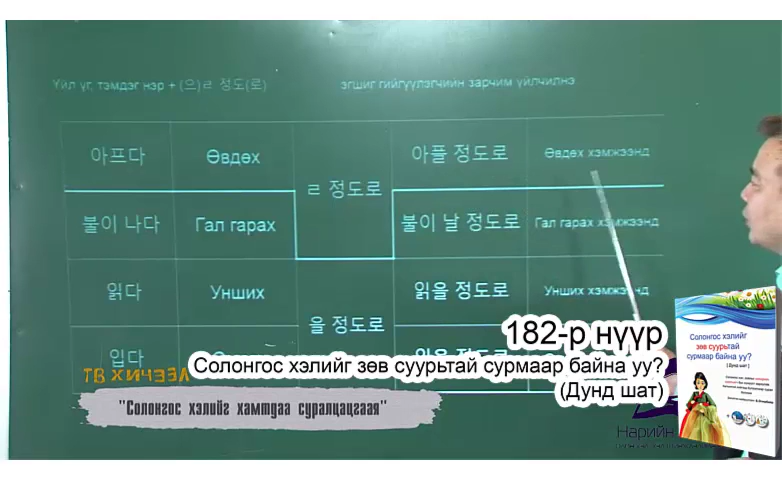 Үйл үг, тэмдэг нэр + (으)ㄹ 정도(로) эгшиг гийгүүлэгчийн зарчим үйлчилнэ
아프다 Өвдөх ㄹ 정도로 아플 정도로 Өвдөх хэмжээнд
불이 나다 Гал гарах 불이 날 정도로 Гал гарах хэмжээнд
읽다 Унших 을 정도로 읽을 정도로 Унших хэмжээнд
입다
182-р нүүр
Солонгос хэлийг зөв суурьтай сурмаар байна уу?
(Дунд шат)
ТВ ХИЧЭЭЛ
"Солонгос хэлийг хамтдаа суралцацгаая"
Нарийн
Солонгос хэлийг
зөв суурьтай
сурмаар байна уу?
[ Дунд шат ]